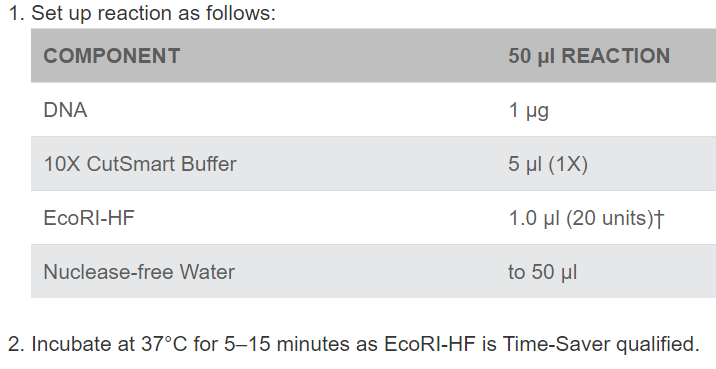 1. Set up reaction as follows:
COMPONENT 50 µl REACTION
DNA 1 µg
10X CutSmart Buffer 5 µl (1X)
EcoRI-HF 1.0 µl (20 units)†
Nuclease-free Water to 50 µl
2. Incubate at 37°C for 5–15 minutes as EcoRI-HF is Time-Saver qualified.